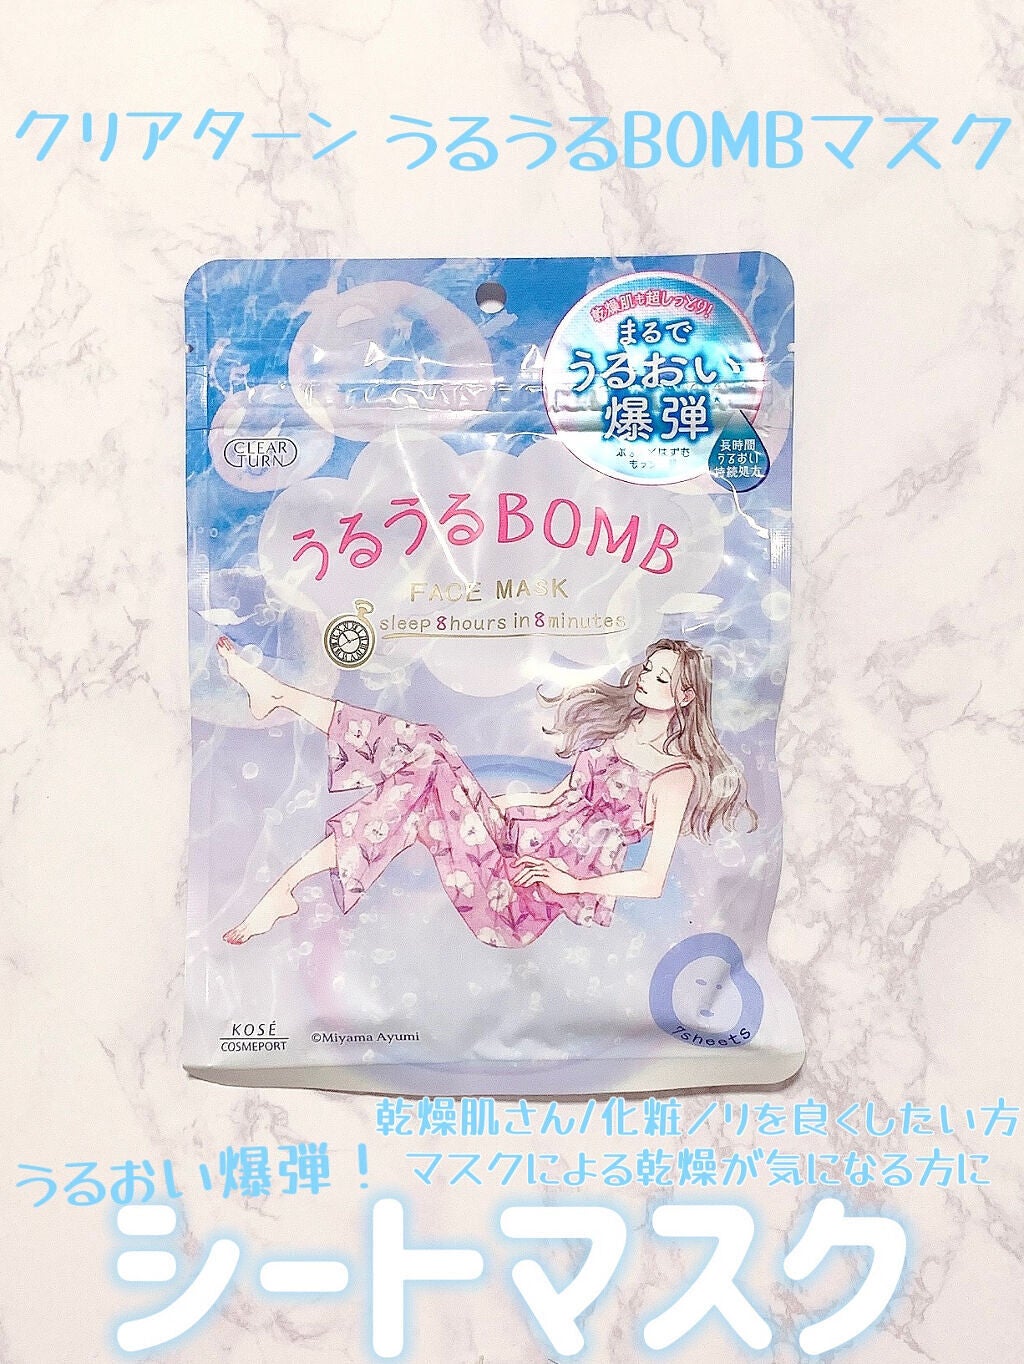 クリアターン うるうるBOMBマスク
乾燥肌も超しっとり!
まるで
うるおい
爆弾
長時間
うるおい
持続処方
CLEAR
TURN
うるうるBOMB
FACE MASK
sleep 8hours in 8minutes
7sheets
KOSÉ
COSMEPORT
©Miyama Ayumi
乾燥肌さん/化粧ノリを良くしたい方
マスクによる乾燥が気になる方に
うるおい爆弾！
シートマスク